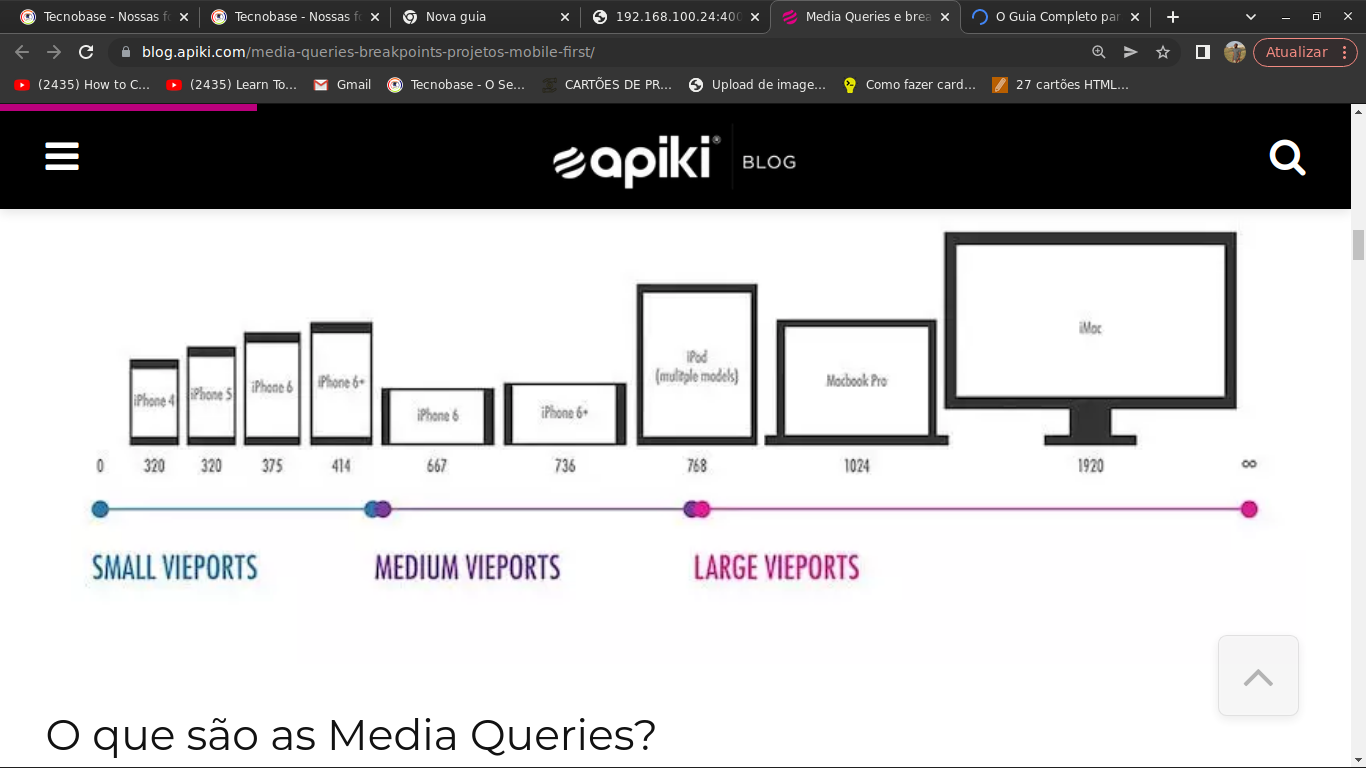 Tecnobase - Nossas fo
Tecnobase - Nossas fo
Nova guia
192.168.100.24:400
Media Queries e brea
O Guia Completo par
blog.apiki.com/media-queries-breakpoints-projetos-mobile-first/
Atualizar
(2435) How to C...
(2435) Learn To...
Gmail
Tecnobase - O Se...
CARTÕES DE PR...
Upload de image...
Como fazer card...
27 cartões HTML...
apiki® BLOG
iPhone 4
iPhone 5
iPhone 6
iPhone 6+
iPhone 6
iPhone 6+
iPad
(mulitple models)
Macbook Pro
iMac
0 320 320 375 414 667 736 768 1024 1920 ∞
SMALL VIEPORTS MEDIUM VIEPORTS LARGE VIEPORTS
O que são as Media Queries?